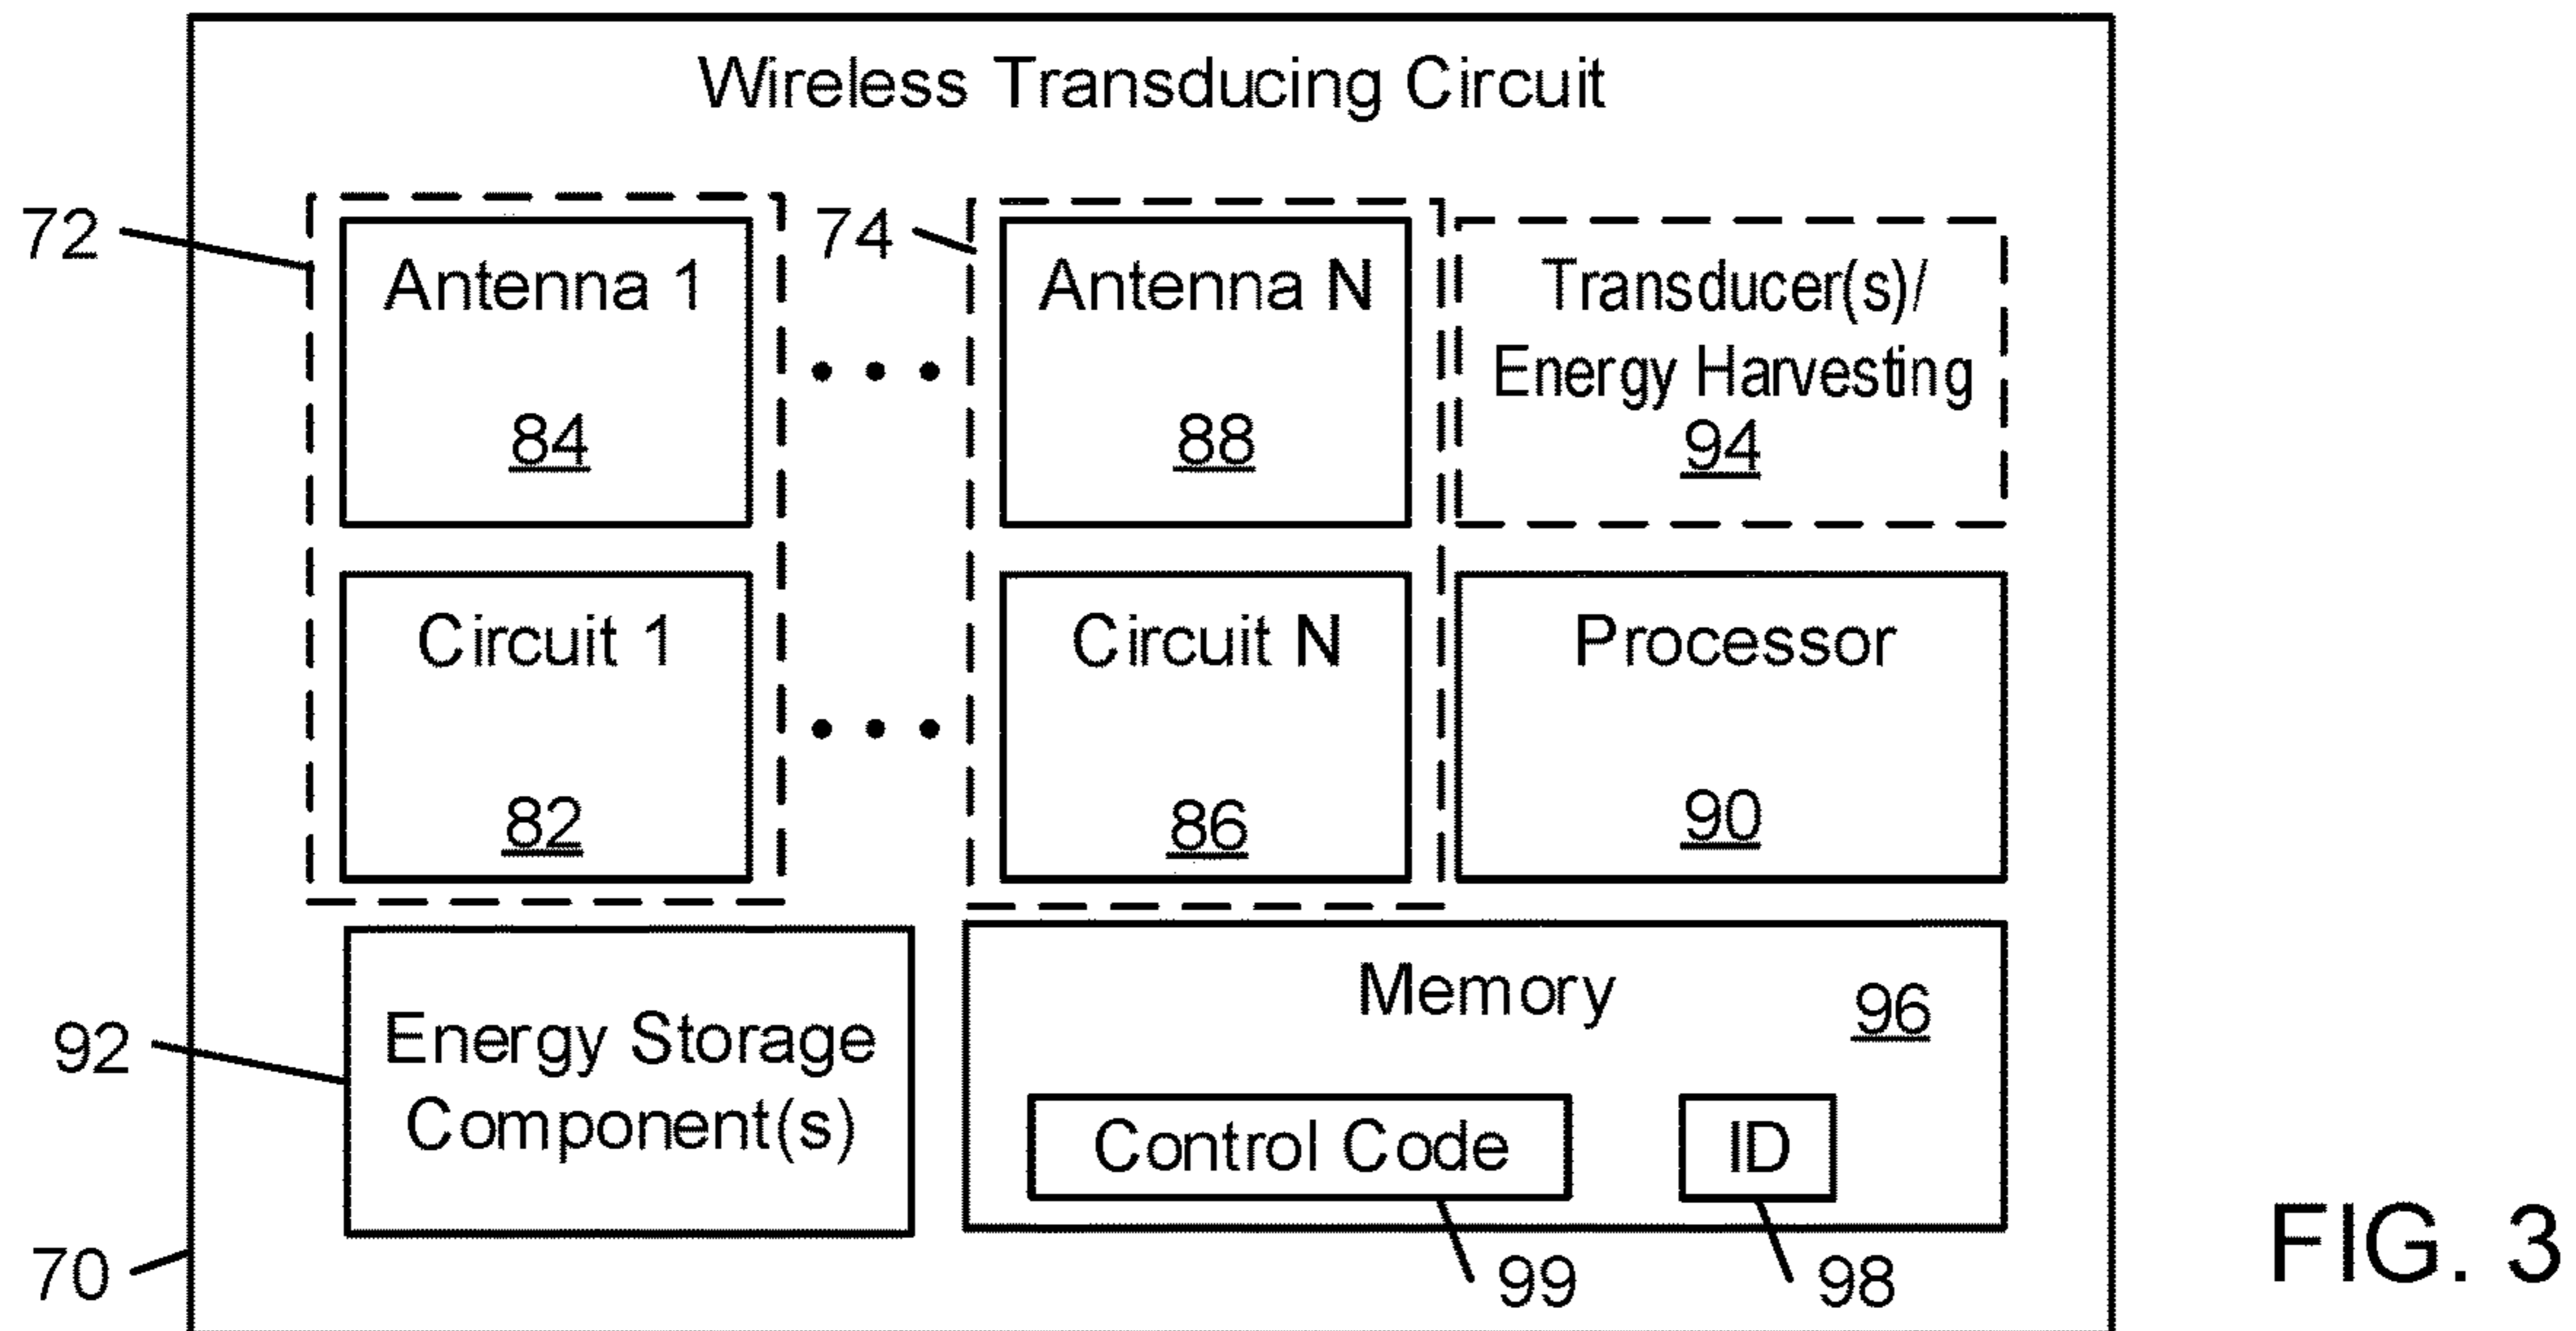 Wireless Transducing Circuit
72
74
Antenna 1
84
Antenna N
88
Transducer(s)/
Energy Harvesting
94
Circuit 1
82
Circuit N
86
Processor
90
92
Energy Storage
Component(s)
Memory
96
Control Code
ID
70
99
98
FIG. 3